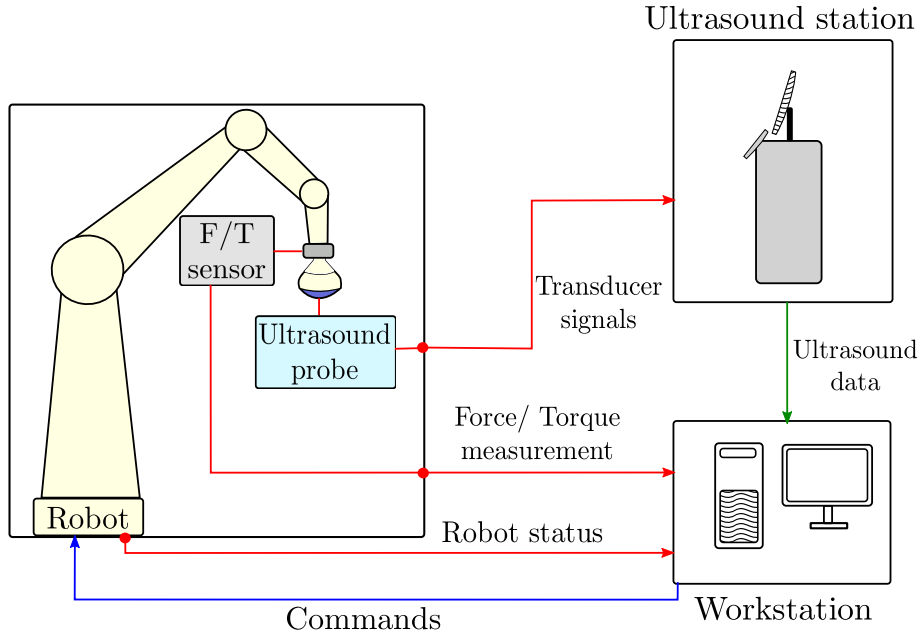 Ultrasound station
F/T
sensor
Transducer
signals
Ultrasound
probe
Ultrasound
data
Force/ Torque
measurement
Robot
Robot status
Commands
Workstation